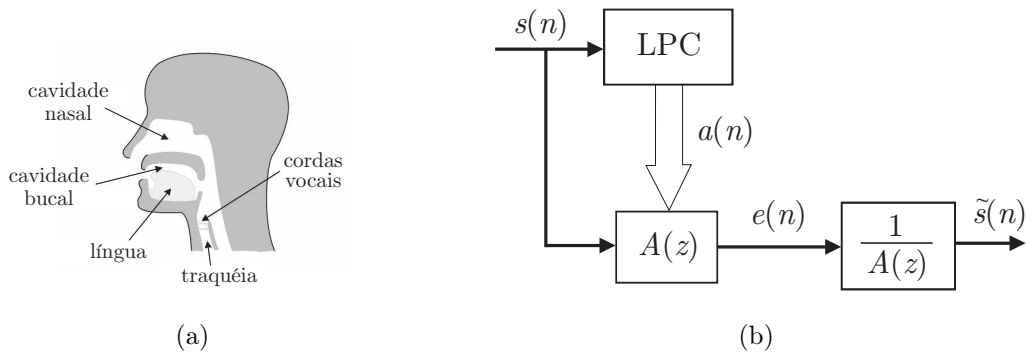 cavidade
nasal
cavidade
bucal
língua
cordas
vocais
traquéia
(a)
s(n)
LPC
a(n)
A(z)
e(n)
1
A(z)
s̃(n)
(b)